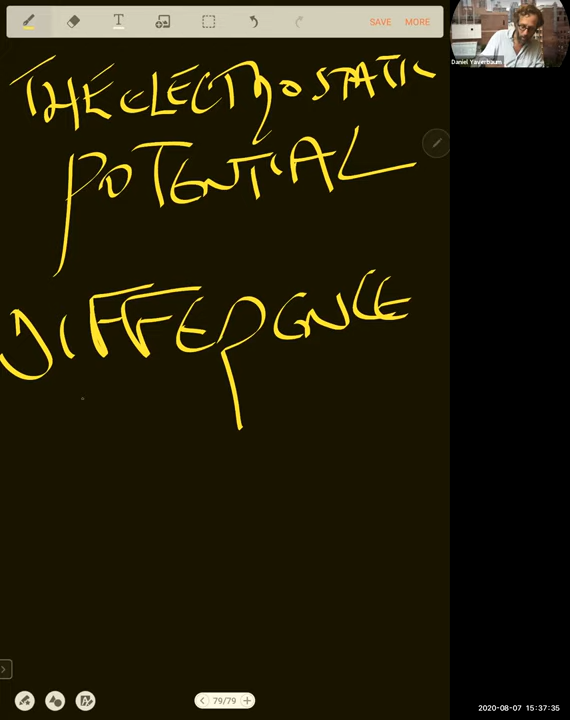 SAVE MORE
Daniel Yaverbaum
THE ELECTROSTATIC
POTENTIAL
DIFFERENCE
79/79
2020-08-07 15:37:35